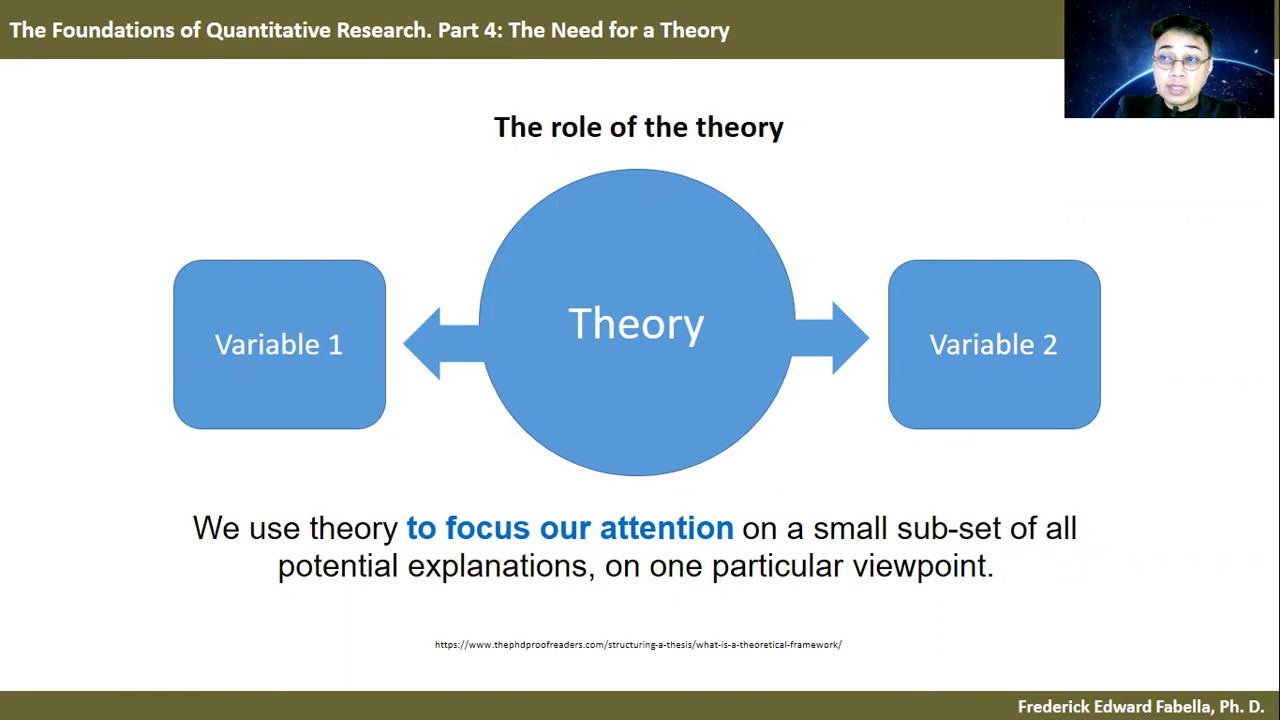 The Foundations of Quantitative Research. Part 4: The Need for a Theory
The role of the theory
Variable 1
Theory
Variable 2
We use theory to focus our attention on a small sub-set of all
potential explanations, on one particular viewpoint.
https://www.thephdproofreaders.com/structuring-a-thesis/what-is-a-theoretical-framework/
Frederick Edward Fabella, Ph. D.